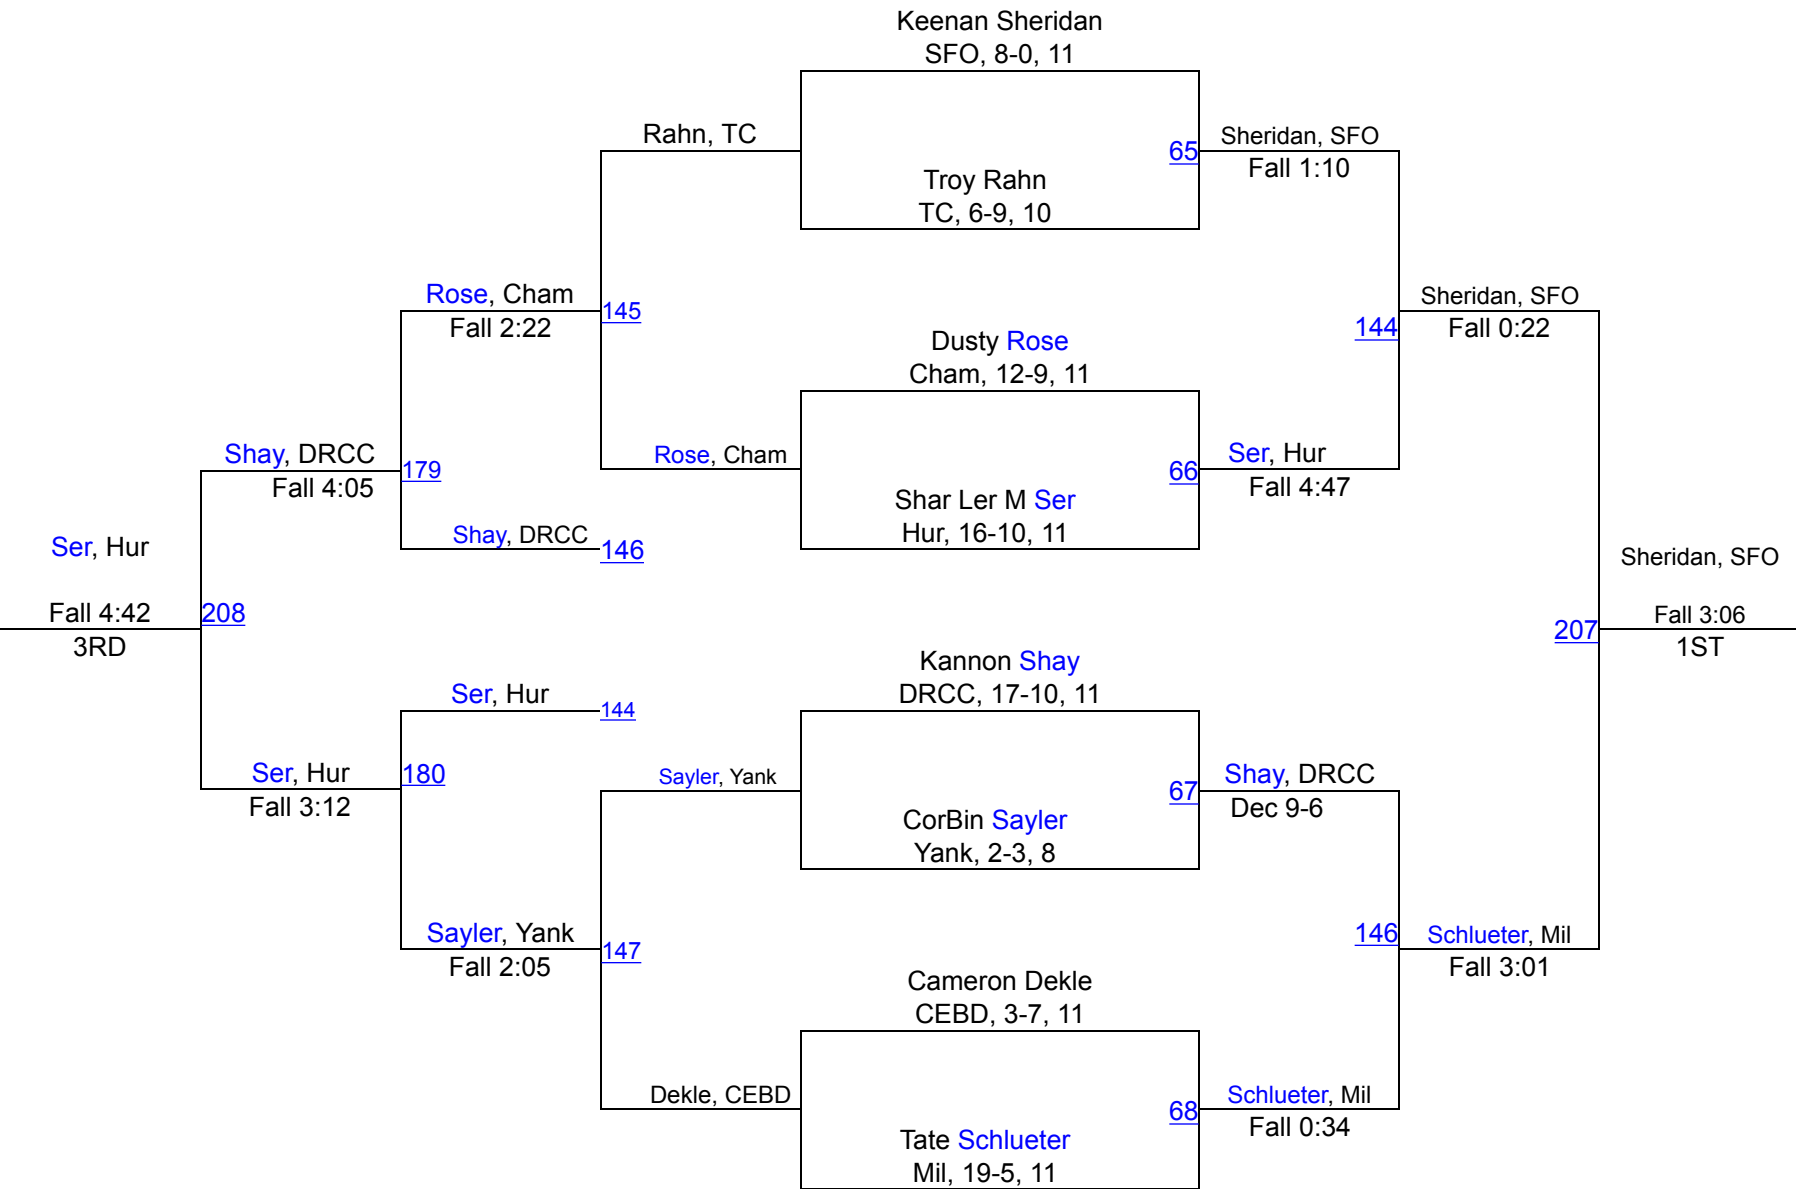 Keenan Sheridan
SFO, 8-0, 11
Rahn, TC
65
Sheridan, SFO
Fall 1:10
Troy Rahn
TC, 6-9, 10
Rose, Cham
Fall 2:22
145
Sheridan, SFO
Fall 0:22
144
Dusty Rose
Cham, 12-9, 11
Shay, DRCC
Fall 4:05
179
Rose, Cham
66
Ser, Hur
Fall 4:47
Shar Ler M Ser
Hur, 16-10, 11
Shay, DRCC
146
Ser, Hur
Fall 4:42
3RD
208
Sheridan, SFO
Fall 3:06
1ST
207
Kannon Shay
DRCC, 17-10, 11
Ser, Hur
144
Ser, Hur
Fall 3:12
180
Sayler, Yank
67
Shay, DRCC
Dec 9-6
CorBin Sayler
Yank, 2-3, 8
Sayler, Yank
Fall 2:05
147
146
Schlueter, Mil
Fall 3:01
Cameron Dekle
CEBD, 3-7, 11
Dekle, CEBD
68
Schlueter, Mil
Fall 0:34
Tate Schlueter
Mil, 19-5, 11